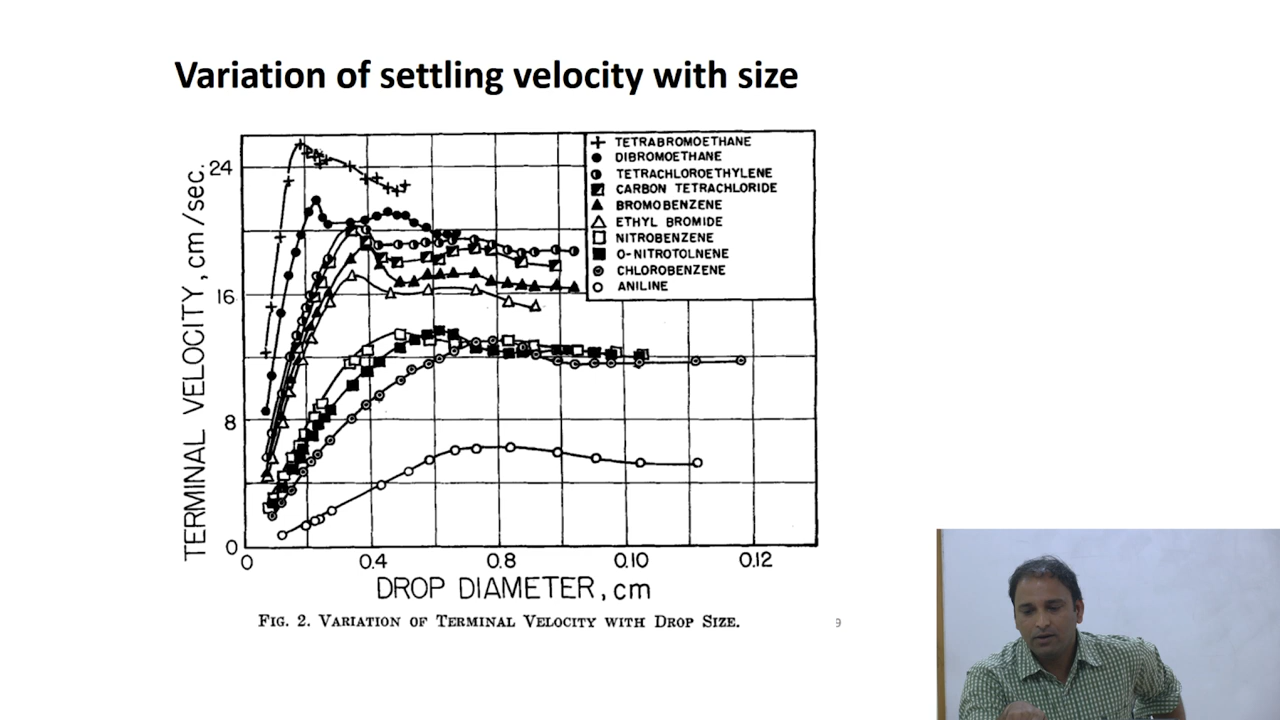 Variation of settling velocity with size
TERMINAL VELOCITY, cm/sec.
24
16
8
0
TETRABROMOETHANE
DIBROMOETHANE
TETRACHLOROETHYLENE
CARBON TETRACHLORIDE
BROMOBENZENE
ETHYL BROMIDE
NITROBENZENE
O-NITROTOLNENE
CHLOROBENZENE
ANILINE
0 0.4 0.8 0.10 0.12
DROP DIAMETER, cm
FIG. 2. VARIATION OF TERMINAL VELOCITY WITH DROP SIZE.
9